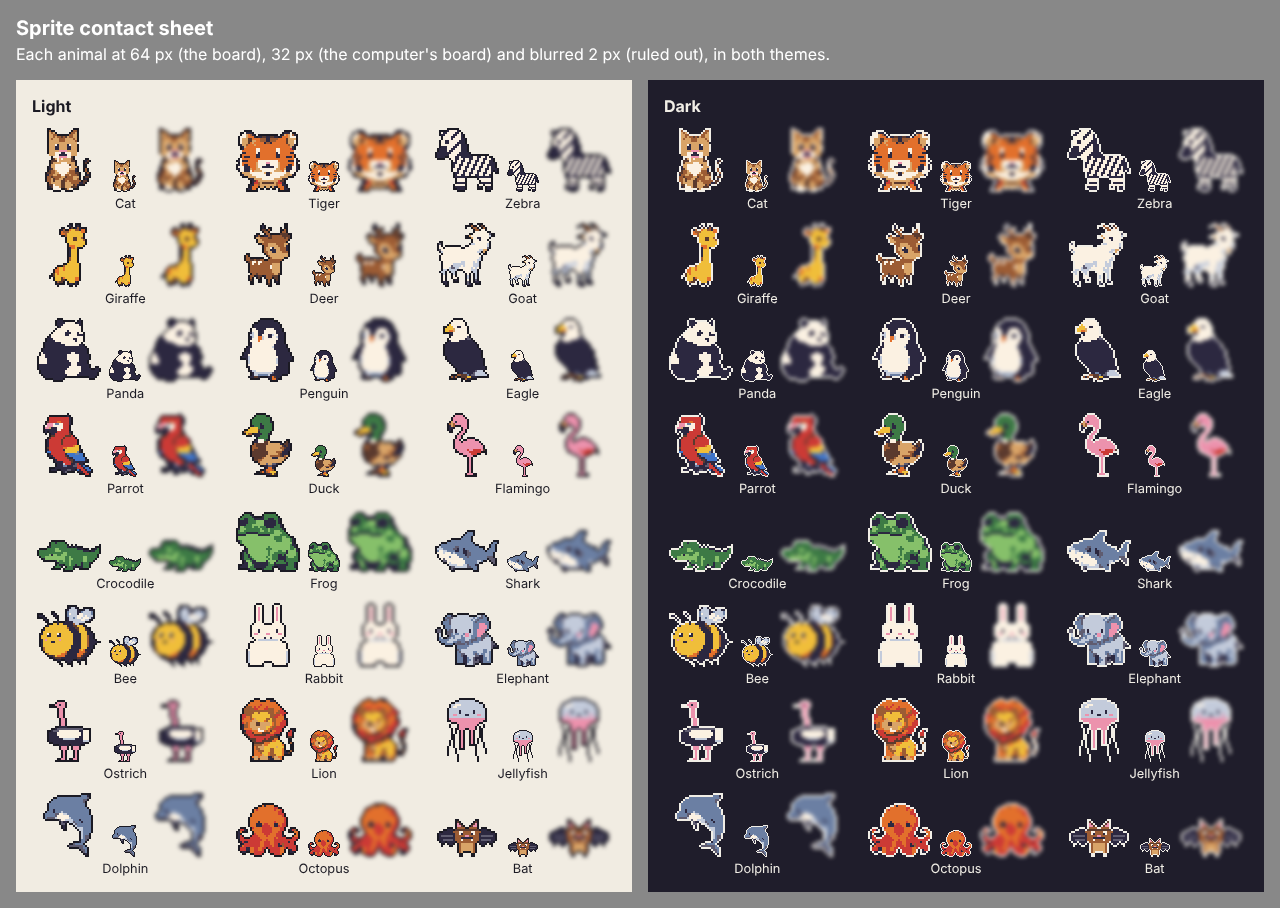 Sprite contact sheet
Each animal at 64 px (the board), 32 px (the computer's board) and blurred 2 px (ruled out), in both themes.
Light
Cat Tiger Zebra
Giraffe Deer Goat
Panda Penguin Eagle
Parrot Duck Flamingo
Crocodile Frog Shark
Bee Rabbit Elephant
Ostrich Lion Jellyfish
Dolphin Octopus Bat
Dark
Cat Tiger Zebra
Giraffe Deer Goat
Panda Penguin Eagle
Parrot Duck Flamingo
Crocodile Frog Shark
Bee Rabbit Elephant
Ostrich Lion Jellyfish
Dolphin Octopus Bat